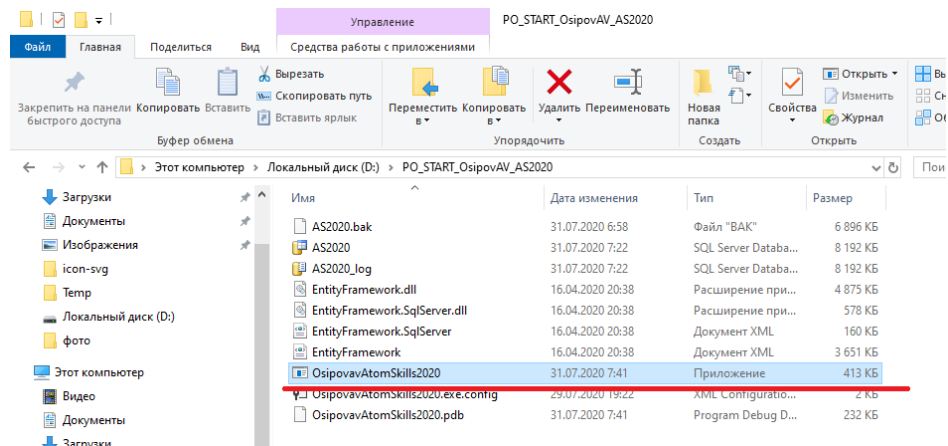 Управление PO_START_OsipovAV_AS2020
Файл Главная Поделиться Вид Средства работы с приложениями
Закрепить на панели быстрого доступа
Копировать
Вставить
Вырезать
Скопировать путь
Вставить ярлык
Буфер обмена
Переместить в
Копировать в
Удалить
Переименовать
Упорядочить
Новая папка
Создать
Свойства
Открыть
Изменить
Журнал
Открыть
Этот компьютер > Локальный диск (D:) > PO_START_OsipovAV_AS2020
Загрузки
Документы
Изображения
icon-svg
Temp
Локальный диск (D:)
фото
Этот компьютер
Видео
Документы
Загрузки
Имя Дата изменения Тип Размер
AS2020.bak 31.07.2020 6:58 Файл "BAK" 6 896 КБ
AS2020 31.07.2020 7:22 SQL Server Databa... 8 192 КБ
AS2020_log 31.07.2020 7:22 SQL Server Databa... 8 192 КБ
EntityFramework.dll 16.04.2020 20:38 Расширение при... 4 875 КБ
EntityFramework.SqlServer.dll 16.04.2020 20:38 Расширение при... 578 КБ
EntityFramework.SqlServer 16.04.2020 20:38 Документ XML 160 КБ
EntityFramework 16.04.2020 20:38 Документ XML 3 651 КБ
OsipovavAtomSkills2020 31.07.2020 7:41 Приложение 413 КБ
OsipovavAtomSkills2020.exe.config 29.07.2020 19:22 XML Configuratio... 2 КБ
OsipovavAtomSkills2020.pdb 31.07.2020 7:41 Program Debug D... 232 КБ